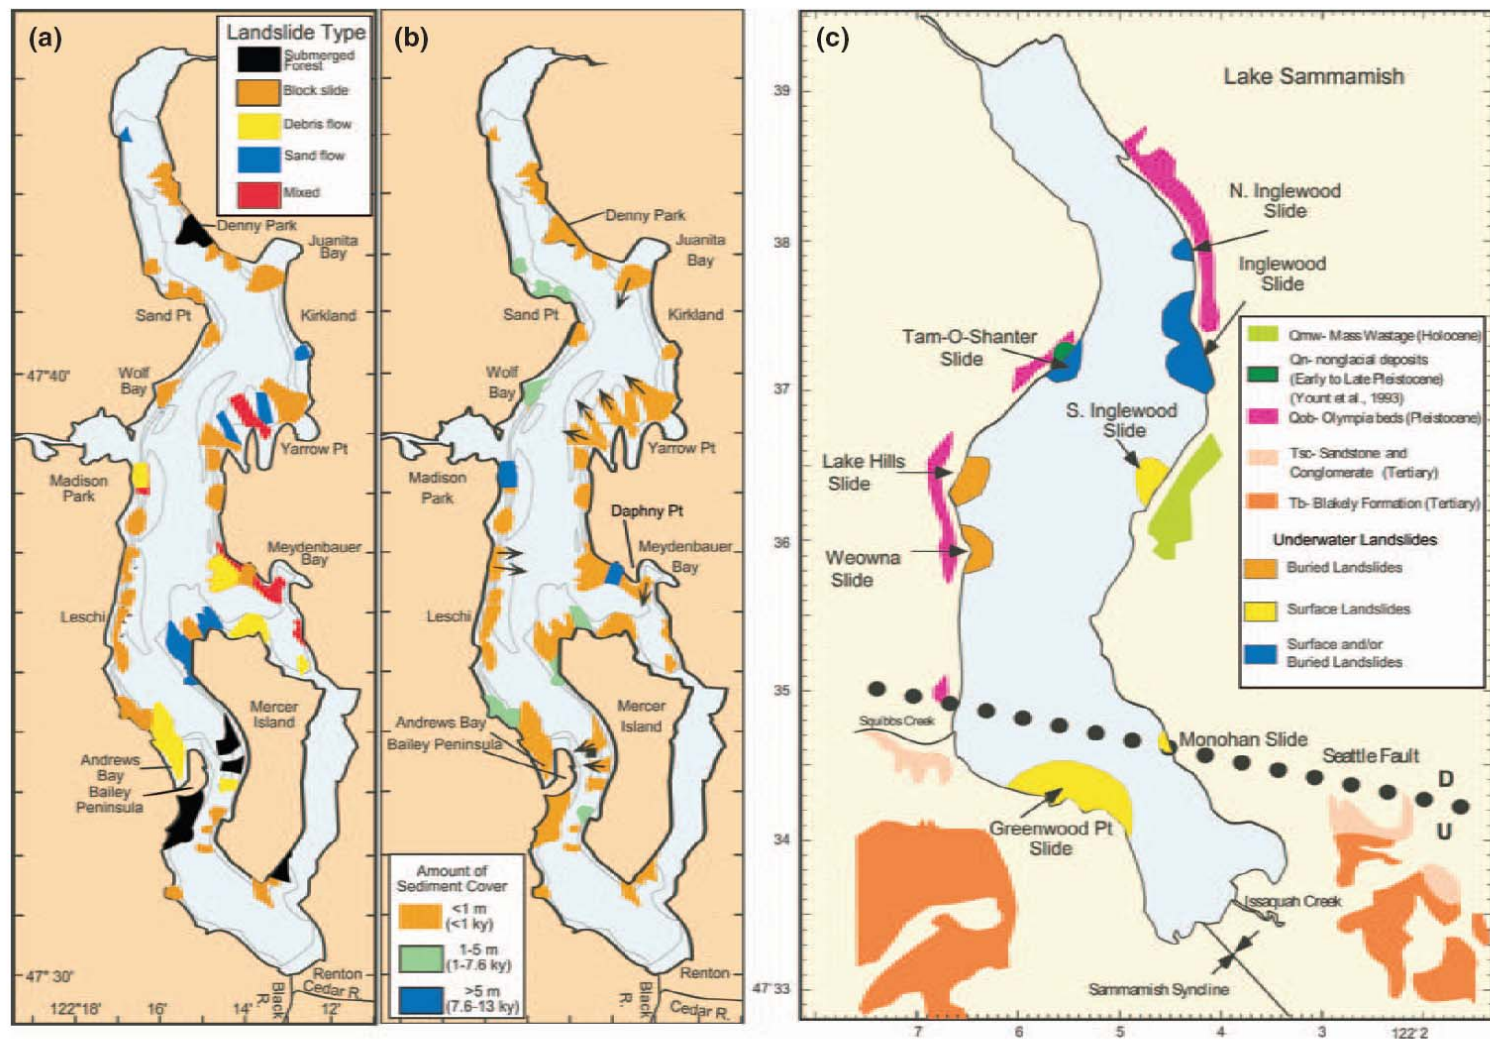 (a)
Landslide Type
Submerged
Forest
Block slide
Debris flow
Sand flow
Mixed
Denny Park
Juanita
Bay
Sand Pt
Kirkland
47°40'
Wolf
Bay
Yarrow Pt
Madison
Park
Meydenbauer
Bay
Leschi
Mercer
Island
Andrews
Bay
Bailey
Peninsula
47° 30'
Renton
Cedar R.
Black
R.
122°18'
16'
14'
12'
(b)
Denny Park
Juanita
Bay
Sand Pt
Kirkland
Wolf
Bay
Yarrow Pt
Madison
Park
Daphny Pt
Meydenbauer
Bay
Leschi
Mercer
Island
Andrews Bay
Bailey Peninsula
Amount of
Sediment Cover
<1 m
(<1 ky)
1-5 m
(1-7.6 ky)
>5 m
(7.6-13 ky)
Renton
Black
R.
Cedar R.
(c)
Lake Sammamish
39
38
37
36
35
34
47°33
N. Inglewood
Slide
Inglewood
Slide
Tam-O-Shanter
Slide
S. Inglewood
Slide
Lake Hills
Slide
Weowna
Slide
Qmw- Mass Wastage (Holocene)
Qn- nonglacial deposits
(Early to Late Pleistocene)
(Yount et al., 1993)
Qob- Olympia beds (Pleistocene)
Tsc- Sandstone and
Conglomerate (Tertiary)
Tb- Blakely Formation (Tertiary)
Underwater Landslides
Buried Landslides
Surface Landslides
Surface and/or
Buried Landslides
Squibbs Creek
Monohan Slide
Seattle Fault
D
U
Greenwood Pt
Slide
Issaquah Creek
Sammamish Syncline
7
6
5
4
3
122°2